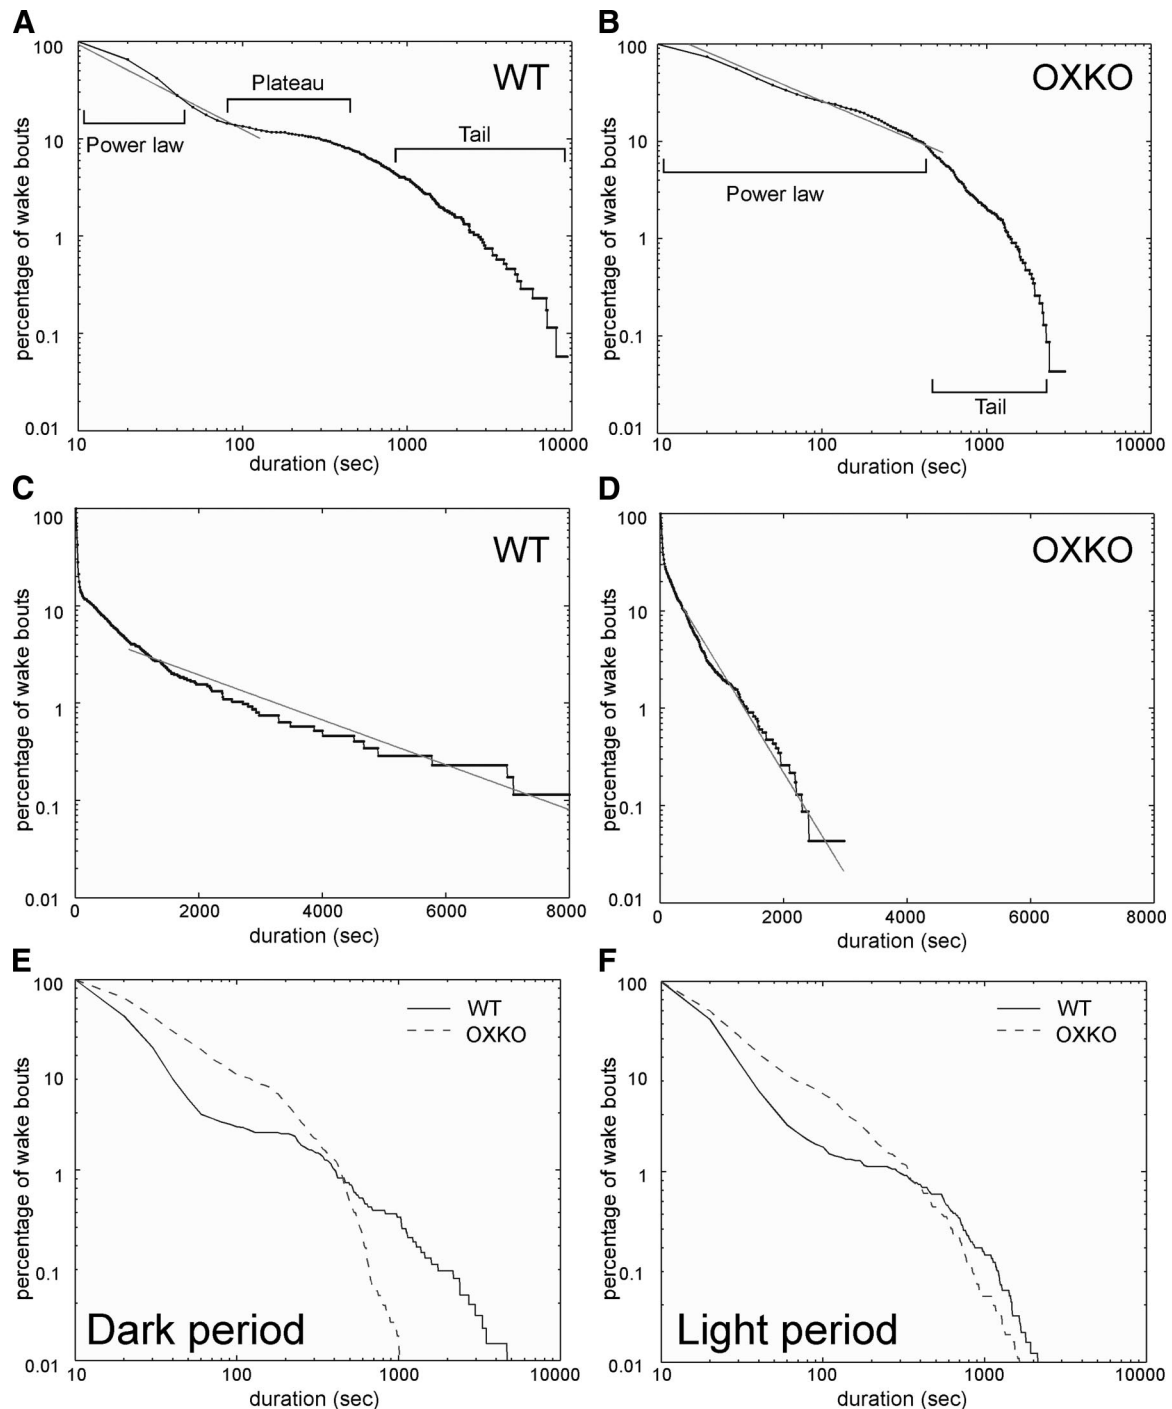 A
B
100
10
1
0.1
0.01
percentage of wake bouts
WT
Plateau
Power law
Tail
10
100
1000
10000
duration (sec)
100
10
1
0.1
0.01
percentage of wake bouts
OXKO
Power law
Tail
10
100
1000
10000
duration (sec)
C
D
100
10
1
0.1
0.01
percentage of wake bouts
WT
0
2000
4000
6000
8000
duration (sec)
100
10
1
0.1
0.01
percentage of wake bouts
OXKO
0
2000
4000
6000
8000
duration (sec)
E
F
100
10
1
0.1
0.01
percentage of wake bouts
WT
OXKO
Dark period
10
100
1000
10000
duration (sec)
100
10
1
0.1
0.01
percentage of wake bouts
WT
OXKO
Light period
10
100
1000
10000
duration (sec)